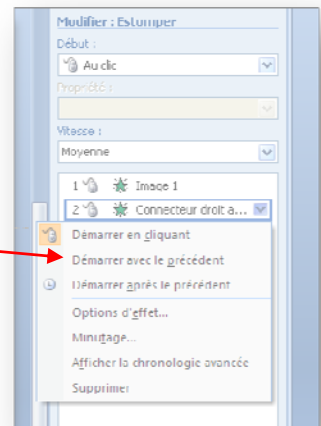 Modifier : Estomper
Début :
Au clic
Propriété :
Vitesse :
Moyenne
1 Image 1
2 Connecteur droit a...
Démarrer en cliquant
Démarrer avec le précédent
Démarrer après le précédent
Options d'effet...
Minutage...
Afficher la chronologie avancée
Supprimer